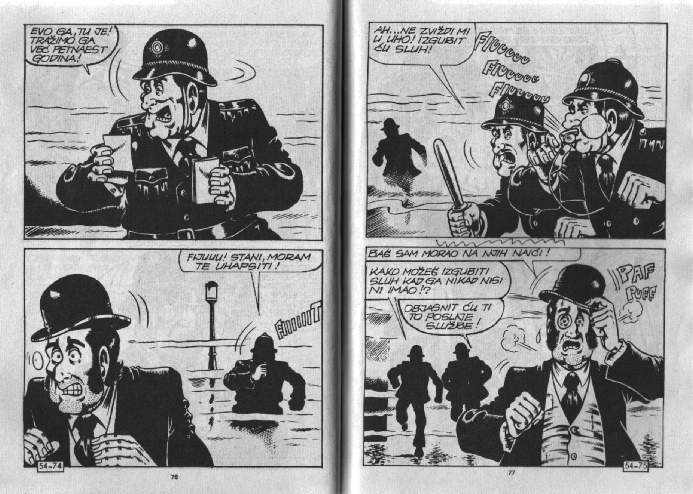 EVO GA, TU JE!
TRAŽIMO GA
VEĆ PETNAEST
GODINA!
FIJUUU! STANI, MORAM
TE UHAPSITI!
FIIIIIIT
54-74
76
AH...NE ZVIŽDI MI
U UHO! IZGUBIT
ĆU SLUH!
FIUUUUU
FIUUUUU
FIUUUUU
BAŠ SAM MORAO NA NJIH NAIĆI!
KAKO MOŽEŠ IZGUBITI
SLUH KAD GA NIKAD NISI
NI IMAO!?
OBJASNIT ĆU TI
TO POSLIJE
SLUŽBE!
PAF
PUFF
54-75
77